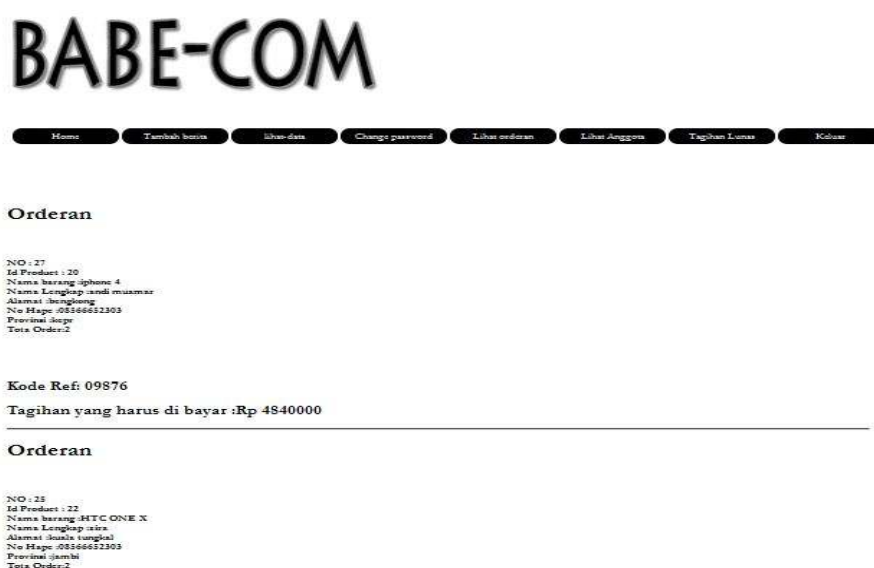 BABE-COM
Home Tambah berita lihat-data Change password Lihat orderan Lihat Anggota Tagihan Lunas Keluar
Orderan
NO : 27
Id Product : 20
Nama barang :iphone 4
Nama Lengkap :andi muamar
Alamat :bengkong
No Hape :08566652303
Provinsi :kepr
Tota Order:2
Kode Ref: 09876
Tagihan yang harus di bayar :Rp 4840000
Orderan
NO : 25
Id Product : 22
Nama barang :HTC ONE X
Nama Lengkap :zira
Alamat :kuala tungkal
No Hape :08566652303
Provinsi :jambi
Tota Order:2